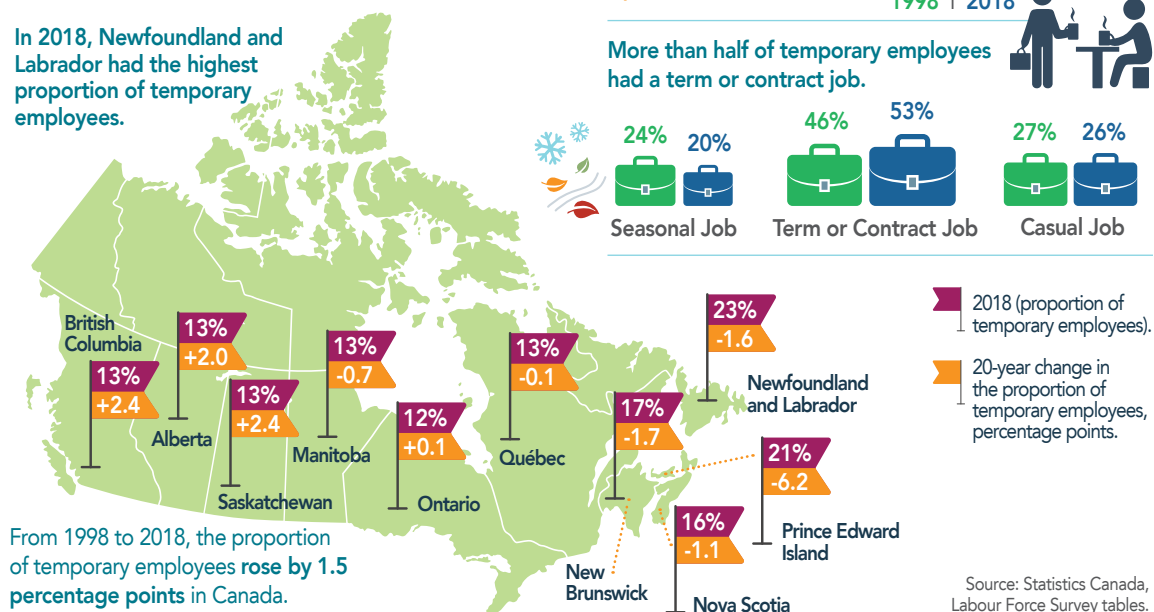 1998 | 2018
In 2018, Newfoundland and
Labrador had the highest
proportion of temporary
employees.
More than half of temporary employees
had a term or contract job.
24%
20%
Seasonal Job
46%
53%
Term or Contract Job
27%
26%
Casual Job
2018 (proportion of
temporary employees).
20-year change in
the proportion of
temporary employees,
percentage points.
British
Columbia
13%
+2.4
13%
+2.0
Alberta
13%
+2.4
Saskatchewan
13%
-0.7
Manitoba
12%
+0.1
Ontario
13%
-0.1
Québec
23%
-1.6
Newfoundland
and Labrador
17%
-1.7
New
Brunswick
21%
-6.2
Prince Edward
Island
16%
-1.1
Nova Scotia
From 1998 to 2018, the proportion
of temporary employees rose by 1.5
percentage points in Canada.
Source: Statistics Canada,
Labour Force Survey tables.